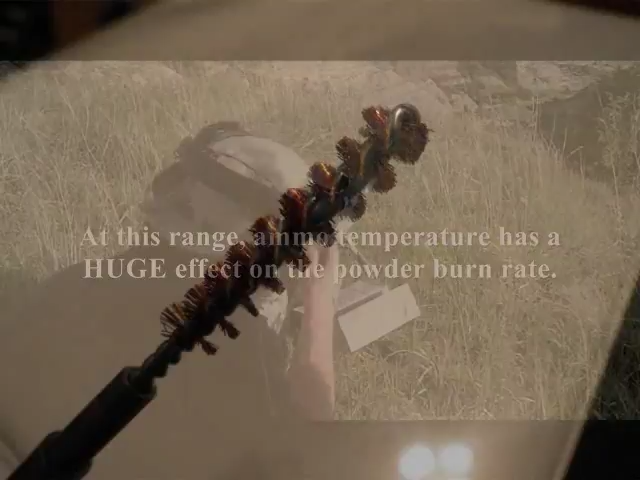 At this range, ammo temperature has a
HUGE effect on the powder burn rate.